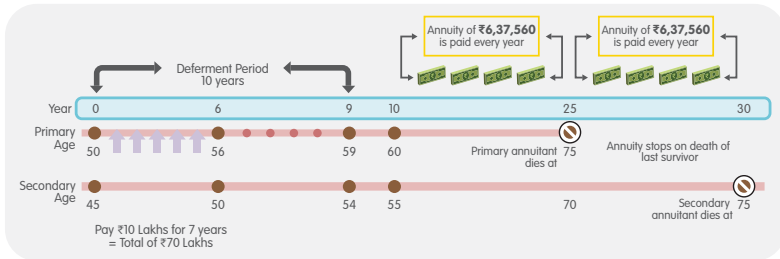 Annuity of ₹6,37,560
is paid every year
Annuity of ₹6,37,560
is paid every year
Deferment Period
10 years
Year 0 6 9 10 25 30
Primary
Age
50 56 59 60
Primary annuitant
dies at 75
Annuity stops on death of
last survivor
Secondary
Age
45 50 54 55 70
Secondary
annuitant dies at 75
Pay ₹10 Lakhs for 7 years
= Total of ₹70 Lakhs